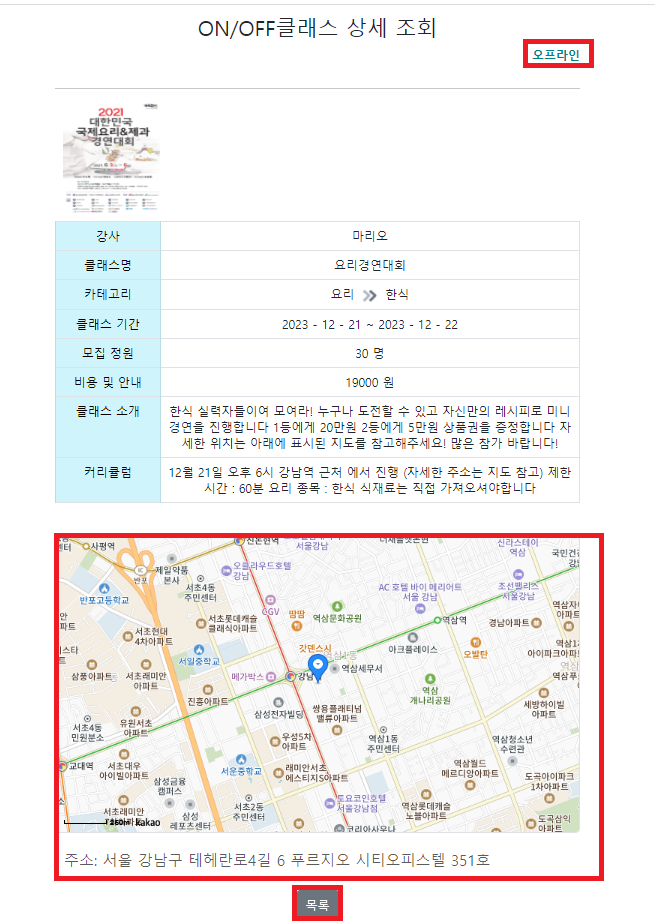 ON/OFF클래스 상세 조회
오프라인
2021
대한민국
국제요리&제과
경연대회
강사 마리오
클래스명 요리경연대회
카테고리 요리 한식
클래스 기간 2023 - 12 - 21 ~ 2023 - 12 - 22
모집 정원 30 명
비용 및 안내 19000 원
클래스 소개 한식 실력자들이여 모여라! 누구나 도전할 수 있고 자신만의 레시피로 미니
경연을 진행합니다 1등에게 20만원 2등에게 5만원 상품권을 증정합니다 자
세한 위치는 아래에 표시된 지도를 참고해주세요! 많은 참가 바랍니다!
커리큘럼 12월 21일 오후 6시 강남역 근처 에서 진행 (자세한 주소는 지도 참고) 제한
시간 : 60분 요리 종목 : 한식 식재료는 직접 가져오셔야합니다
센터
사평역
신논현역
서울강남
신라스테이
역삼
국민건
반포
제일약품
본사
오클라우드호텔
강남
서초4동
주민센터
반포고등학교
AC 호텔 바이 메리어트
서울 강남
조선팰리스
서울강남
CGV
땀땀
역삼문화공원
서초롯데캐슬
클래식아파트
서초현대
4차아파트
역삼역
경남아파트
아크플레이스
오발탄
갓덴스시
역삼1동
역삼세무서
서일중학교
삼풍아파트
서초래미안
아파트
메가박스
강남
진흥아파트
역삼
개나리공원
삼성전자빌딩
쌍용플래티넘
밸류아파트
세방하이빌
아파트
서초4동
민원분소
유원서초
아파트
우성5차
아파트
역삼1동
주민센터
역삼청소년
수련관
교대역
서초대우
아이빌아파트
서운중학교
래미안서초
에스티지S아파트
역삼월드
메르디앙아파트
도곡아이파크
1차아파트
삼성금융
캠퍼스
서초2동
주민센터
토요코인호텔
서울강남점
역삼롯데캐슬
노블아파트
도곡삼익
아파트
서초래미안
아파트
삼성
레포츠센터
코리아사우나
250m kakao
주소: 서울 강남구 테헤란로4길 6 푸르지오 시티오피스텔 351호
목록